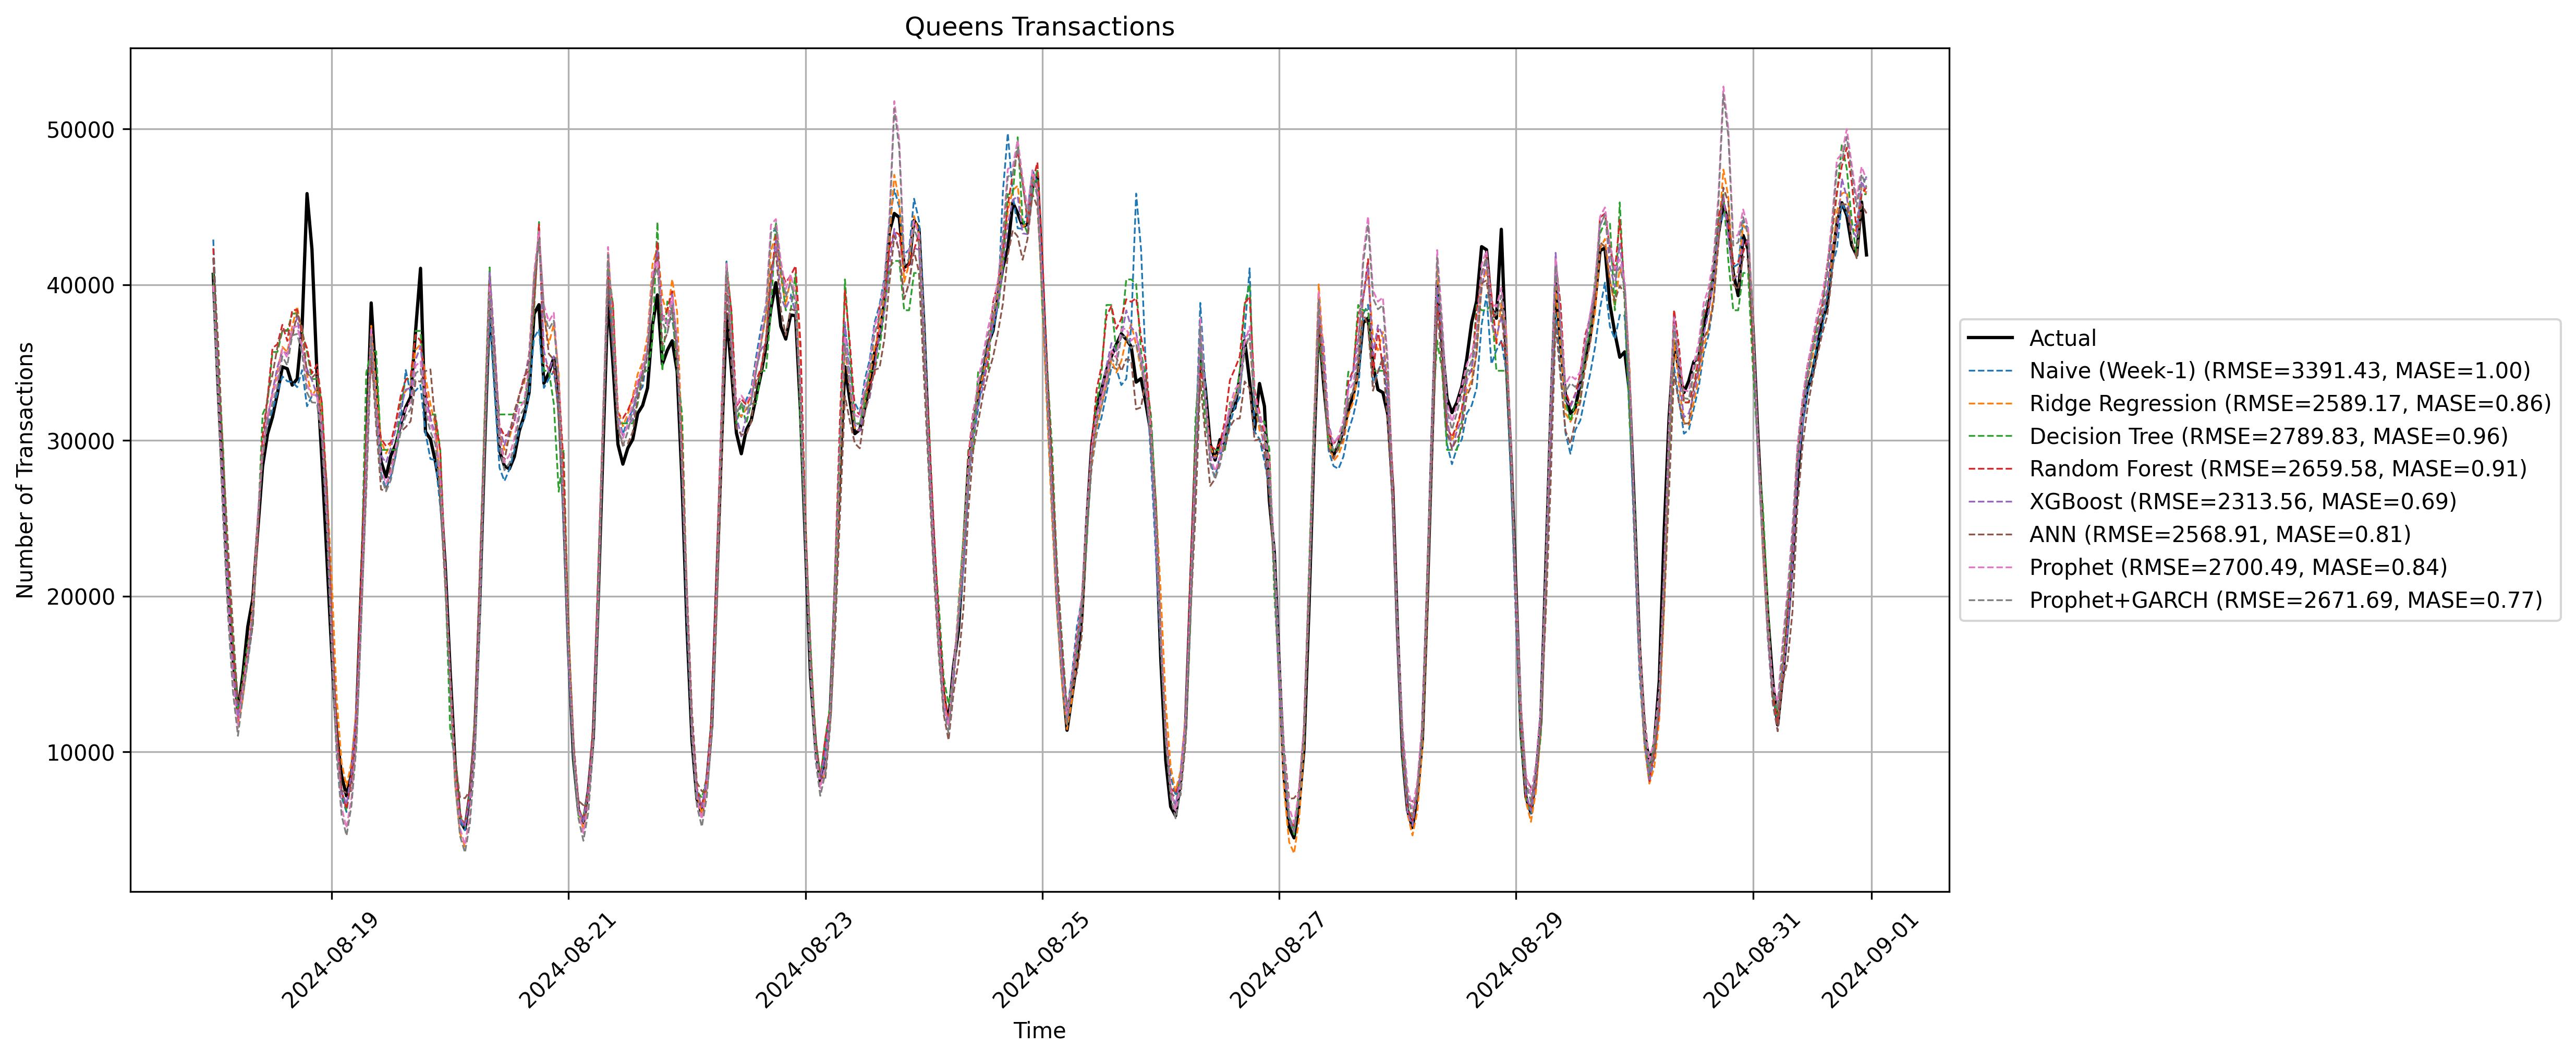 Queens Transactions
Number of Transactions
50000
40000
30000
20000
10000
2024-08-19
2024-08-21
2024-08-23
2024-08-25
2024-08-27
2024-08-29
2024-08-31
2024-09-01
Time
Actual
Naive (Week-1) (RMSE=3391.43, MASE=1.00)
Ridge Regression (RMSE=2589.17, MASE=0.86)
Decision Tree (RMSE=2789.83, MASE=0.96)
Random Forest (RMSE=2659.58, MASE=0.91)
XGBoost (RMSE=2313.56, MASE=0.69)
ANN (RMSE=2568.91, MASE=0.81)
Prophet (RMSE=2700.49, MASE=0.84)
Prophet+GARCH (RMSE=2671.69, MASE=0.77)